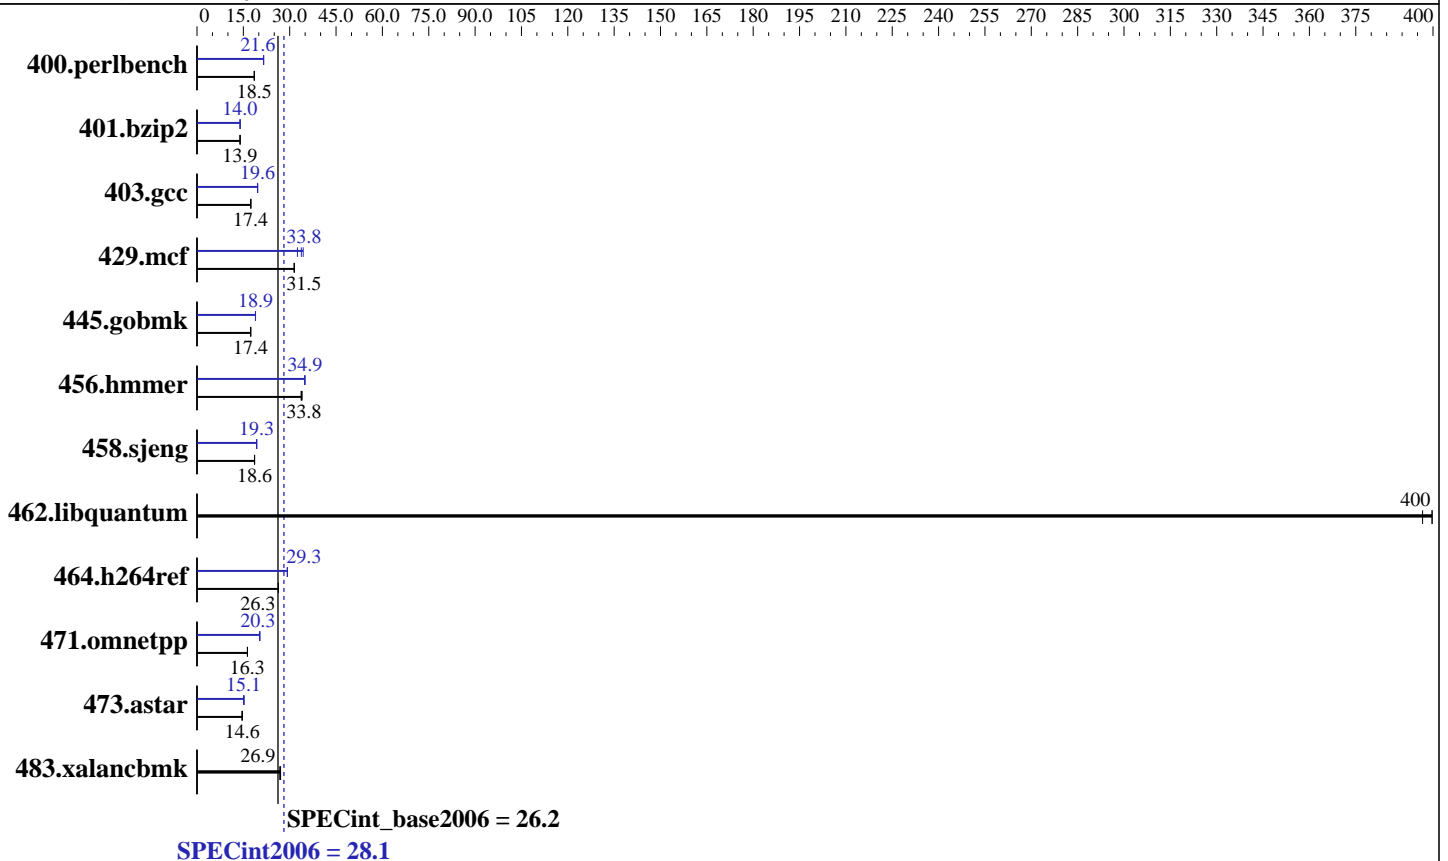 0 15.0 30.0 45.0 60.0 75.0 90.0 105 120 135 150 165 180 195 210 225 240 255 270 285 300 315 330 345 360 375 400
21.6
400.perlbench
18.5
14.0
401.bzip2
13.9
19.6
403.gcc
17.4
33.8
429.mcf
31.5
18.9
445.gobmk
17.4
34.9
456.hmmer
33.8
19.3
458.sjeng
18.6
400
462.libquantum
29.3
464.h264ref
26.3
20.3
471.omnetpp
16.3
15.1
473.astar
14.6
26.9
483.xalancbmk
SPECint_base2006 = 26.2
SPECint2006 = 28.1